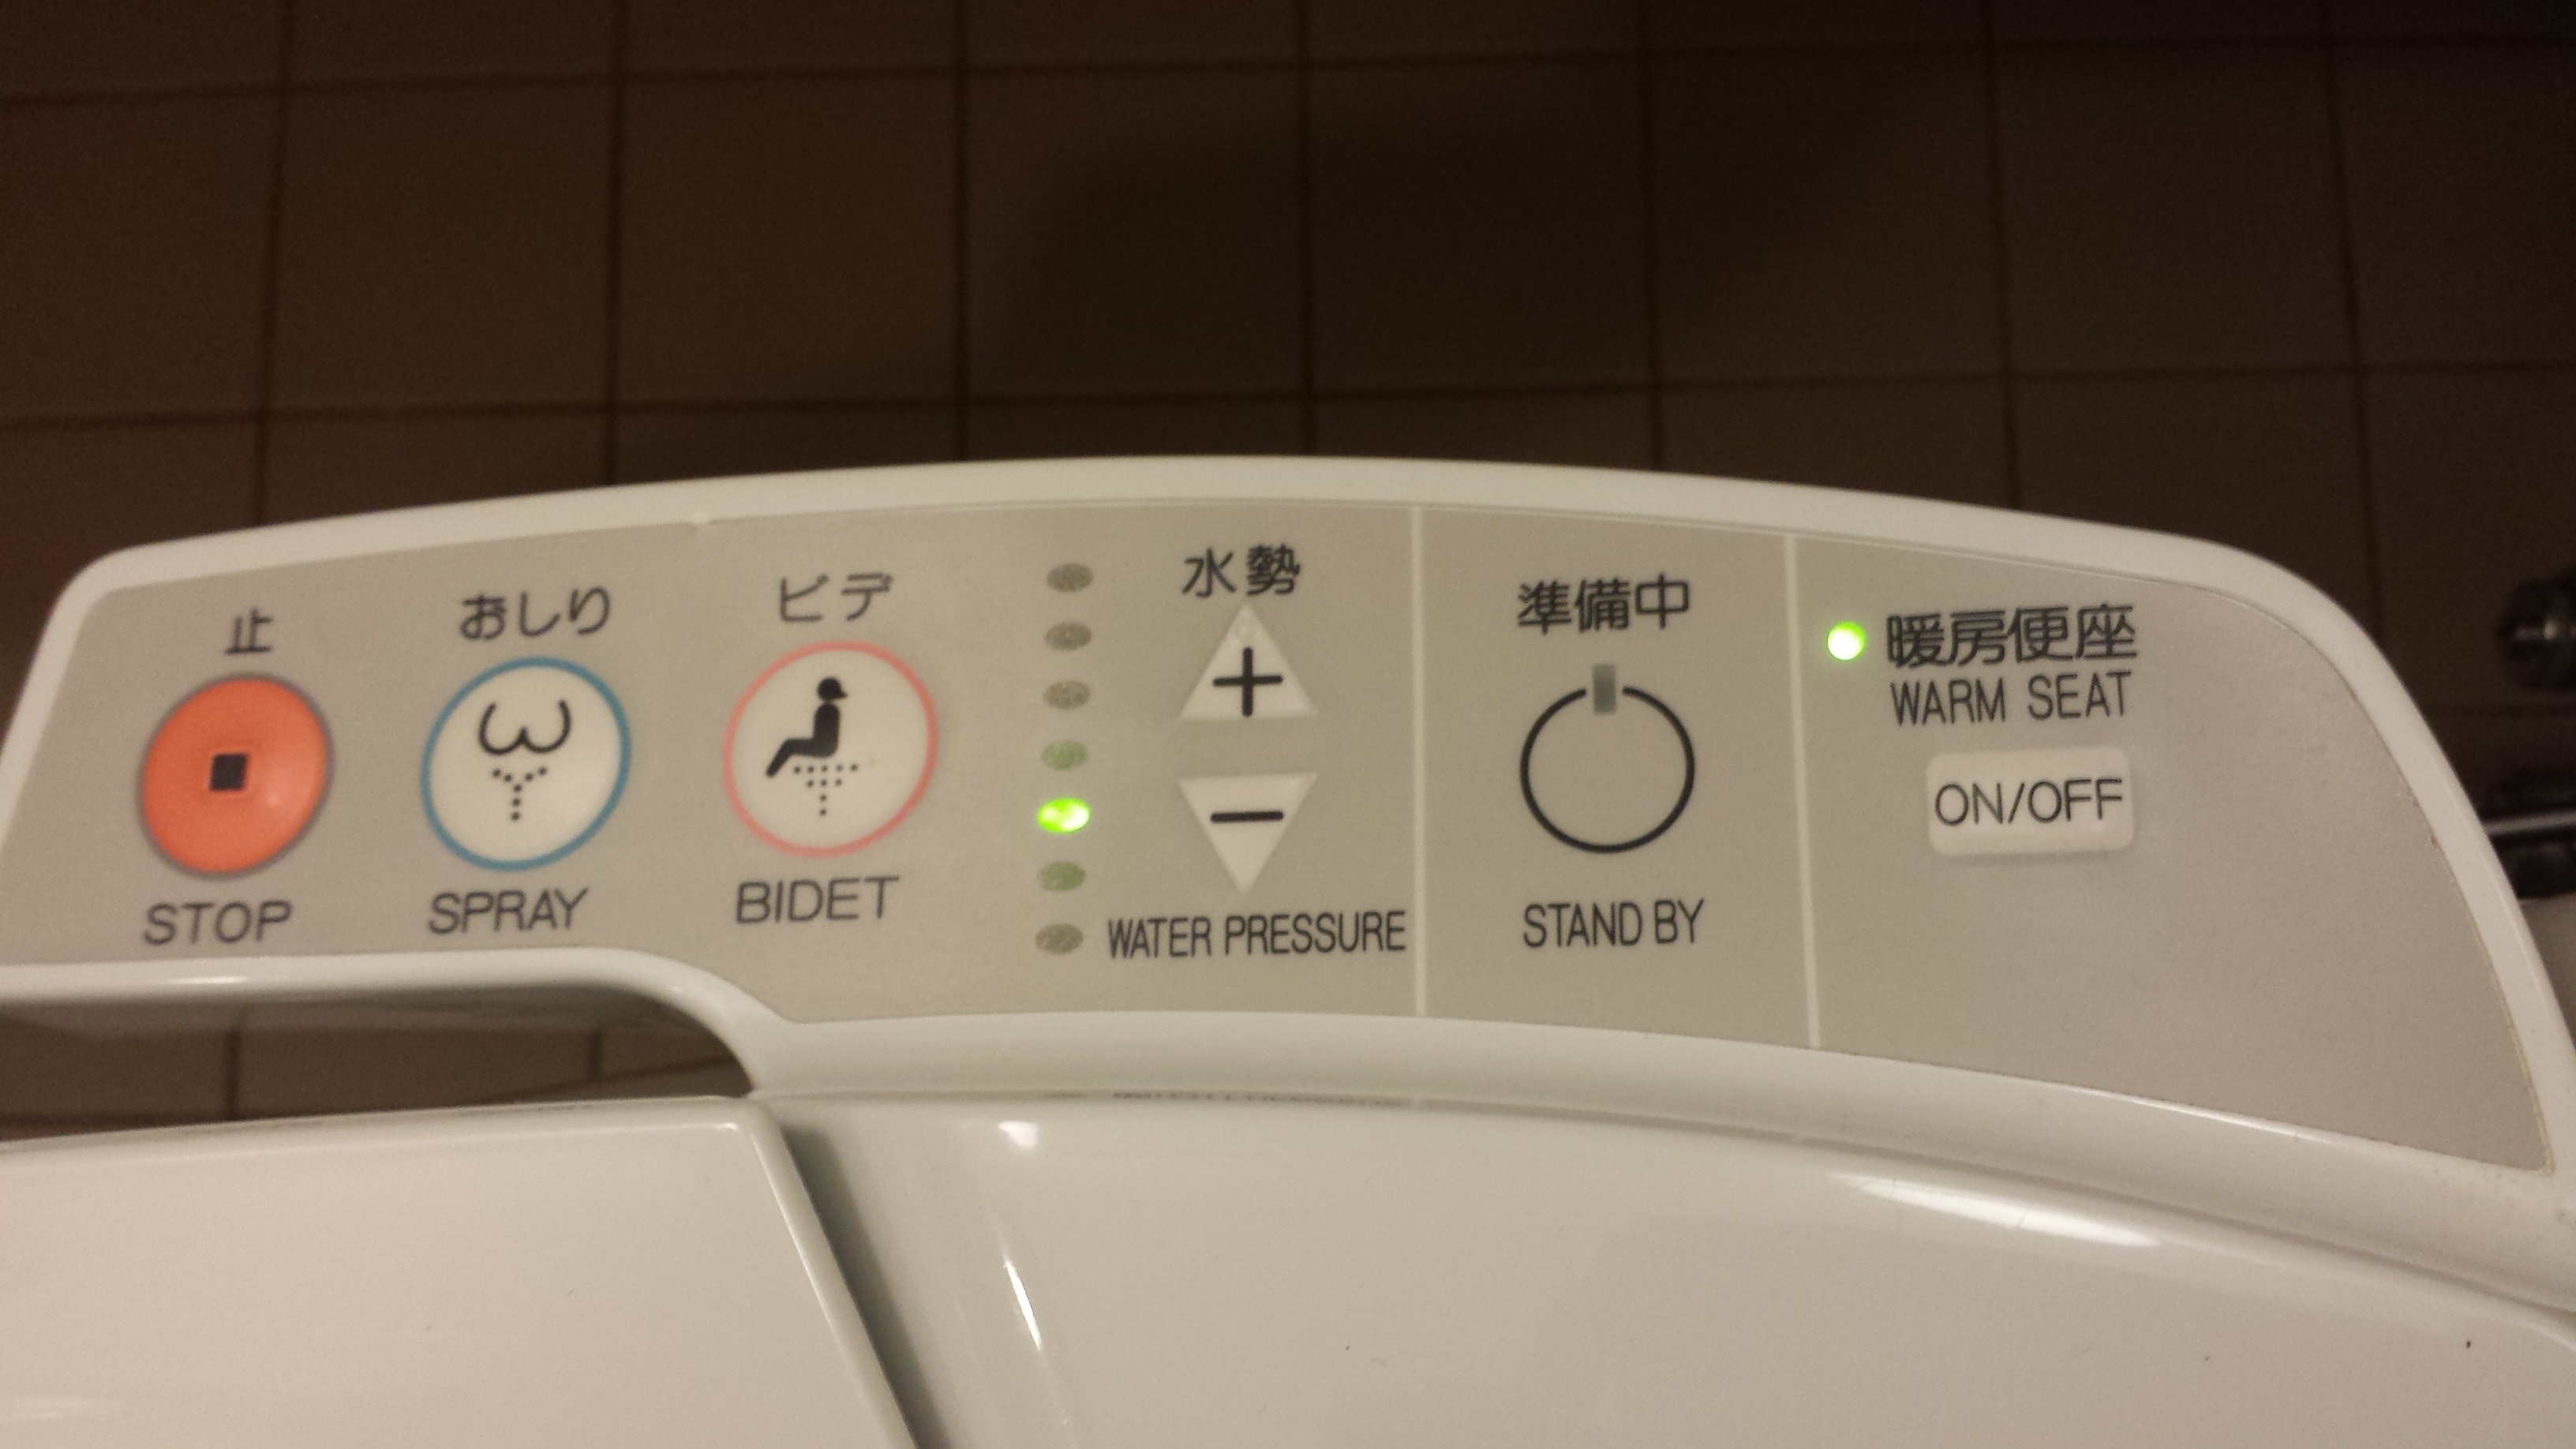 止
STOP
おしり
SPRAY
ビデ
BIDET
水勢
+
−
WATER PRESSURE
準備中
STAND BY
暖房便座
WARM SEAT
ON/OFF